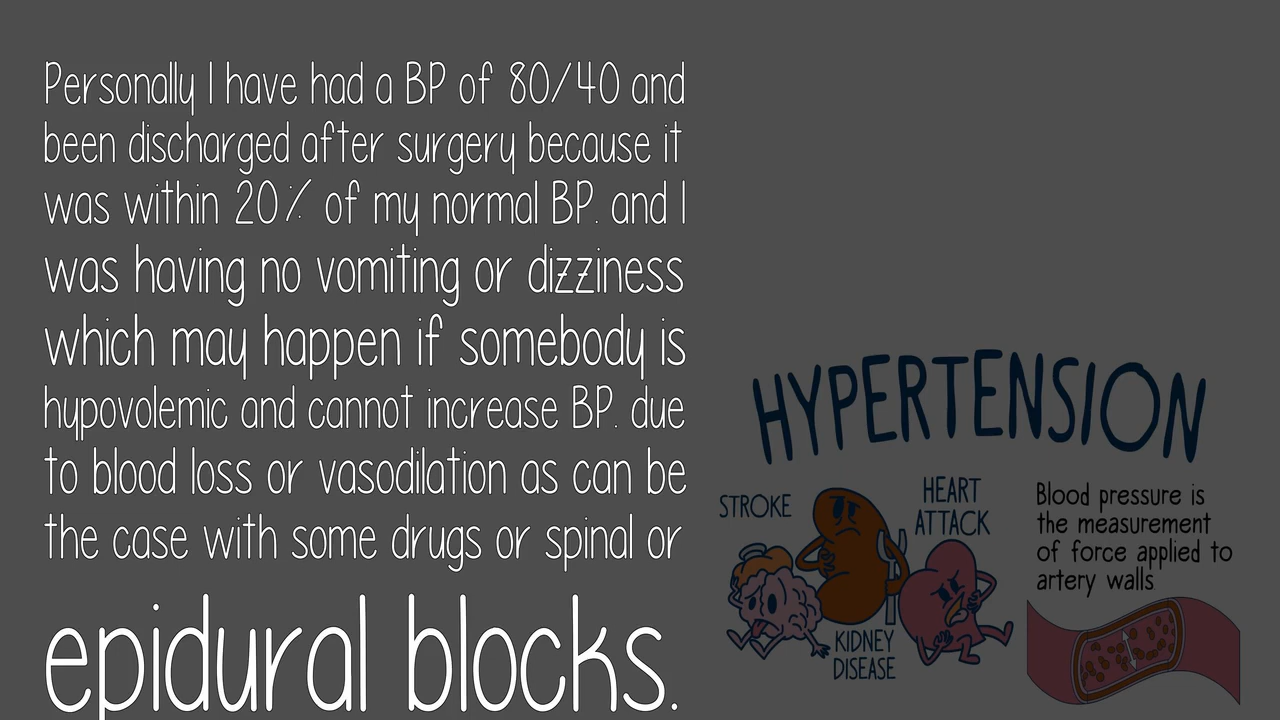 Personally I have had a BP of 80/40 and
been discharged after surgery because it
was within 20% of my normal BP. and I
was having no vomiting or dizziness
which may happen if somebody is
hypovolemic and cannot increase BP. due
to blood loss or vasodilation as can be
the case with some drugs or spinal or
epidural blocks.
HYPERTENSION
STROKE
HEART
ATTACK
KIDNEY
DISEASE
Blood pressure is
the measurement
of force applied to
artery walls